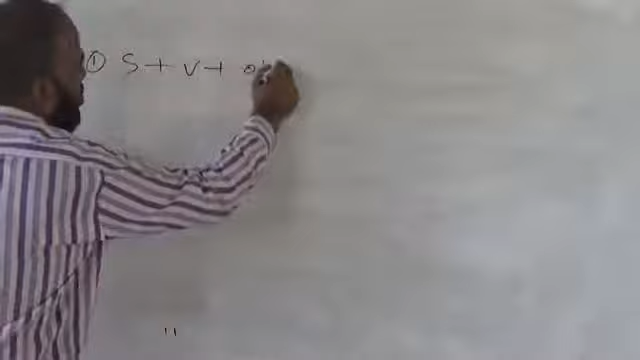 ① S + V + o
"